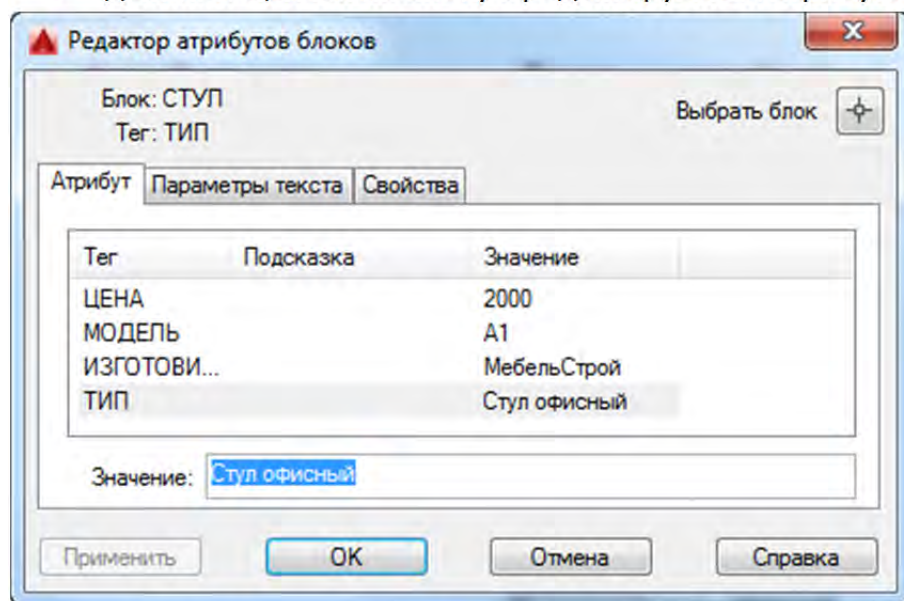 Редактор атрибутов блоков
Блок: СТУЛ
Тег: ТИП
Выбрать блок
Атрибут Параметры текста Свойства
Тег Подсказка Значение
ЦЕНА 2000
МОДЕЛЬ A1
ИЗГОТОВИ... МебельСтрой
ТИП Стул офисный
Значение: Стул офисный
Применить OK Отмена Справка